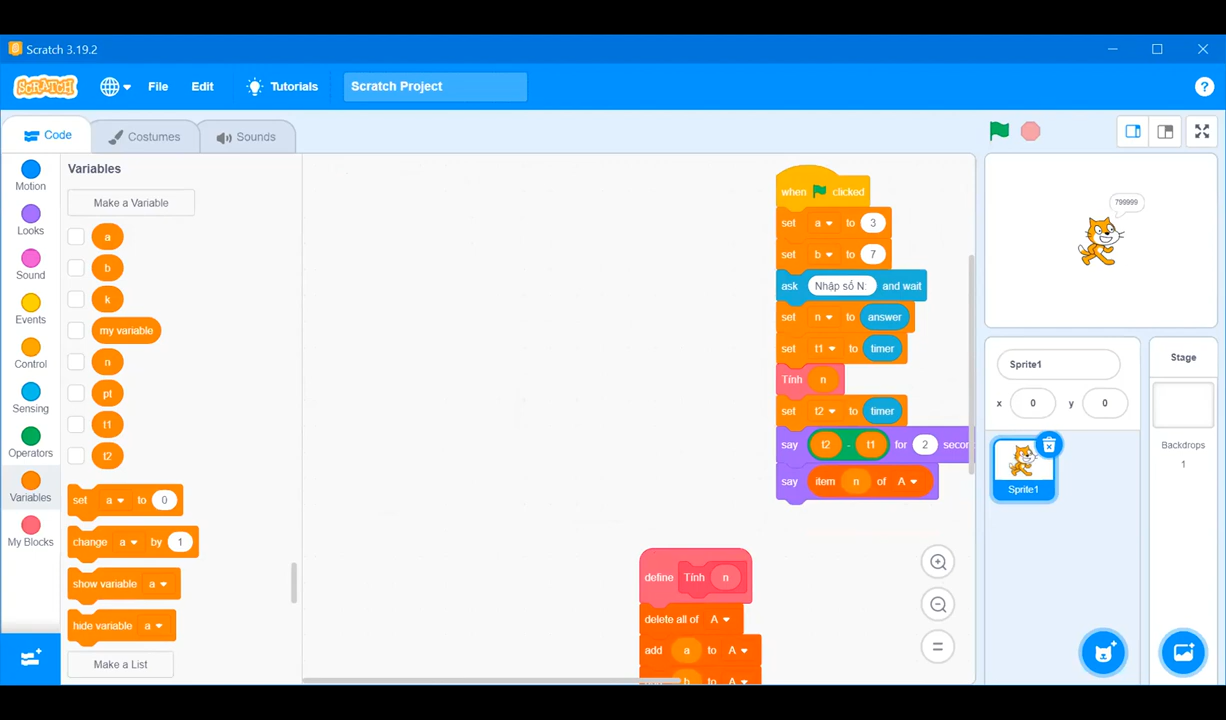 Scratch 3.19.2
SCRATCH File Edit Tutorials Scratch Project ?
Code Costumes Sounds
Motion
Looks
Sound
Events
Control
Sensing
Operators
Variables
My Blocks
Variables
Make a Variable
a
b
k
my variable
n
pt
t1
t2
set a to 0
change a by 1
show variable a
hide variable a
Make a List
when clicked
set a to 3
set b to 7
ask Nhập số N: and wait
set n to answer
set t1 to timer
Tính n
set t2 to timer
say t2 - t1 for 2 secon
say item n of A
define Tính n
delete all of A
add a to A
b to A
799999
Sprite1
x 0 y 0
Sprite1
Stage
Backdrops
1